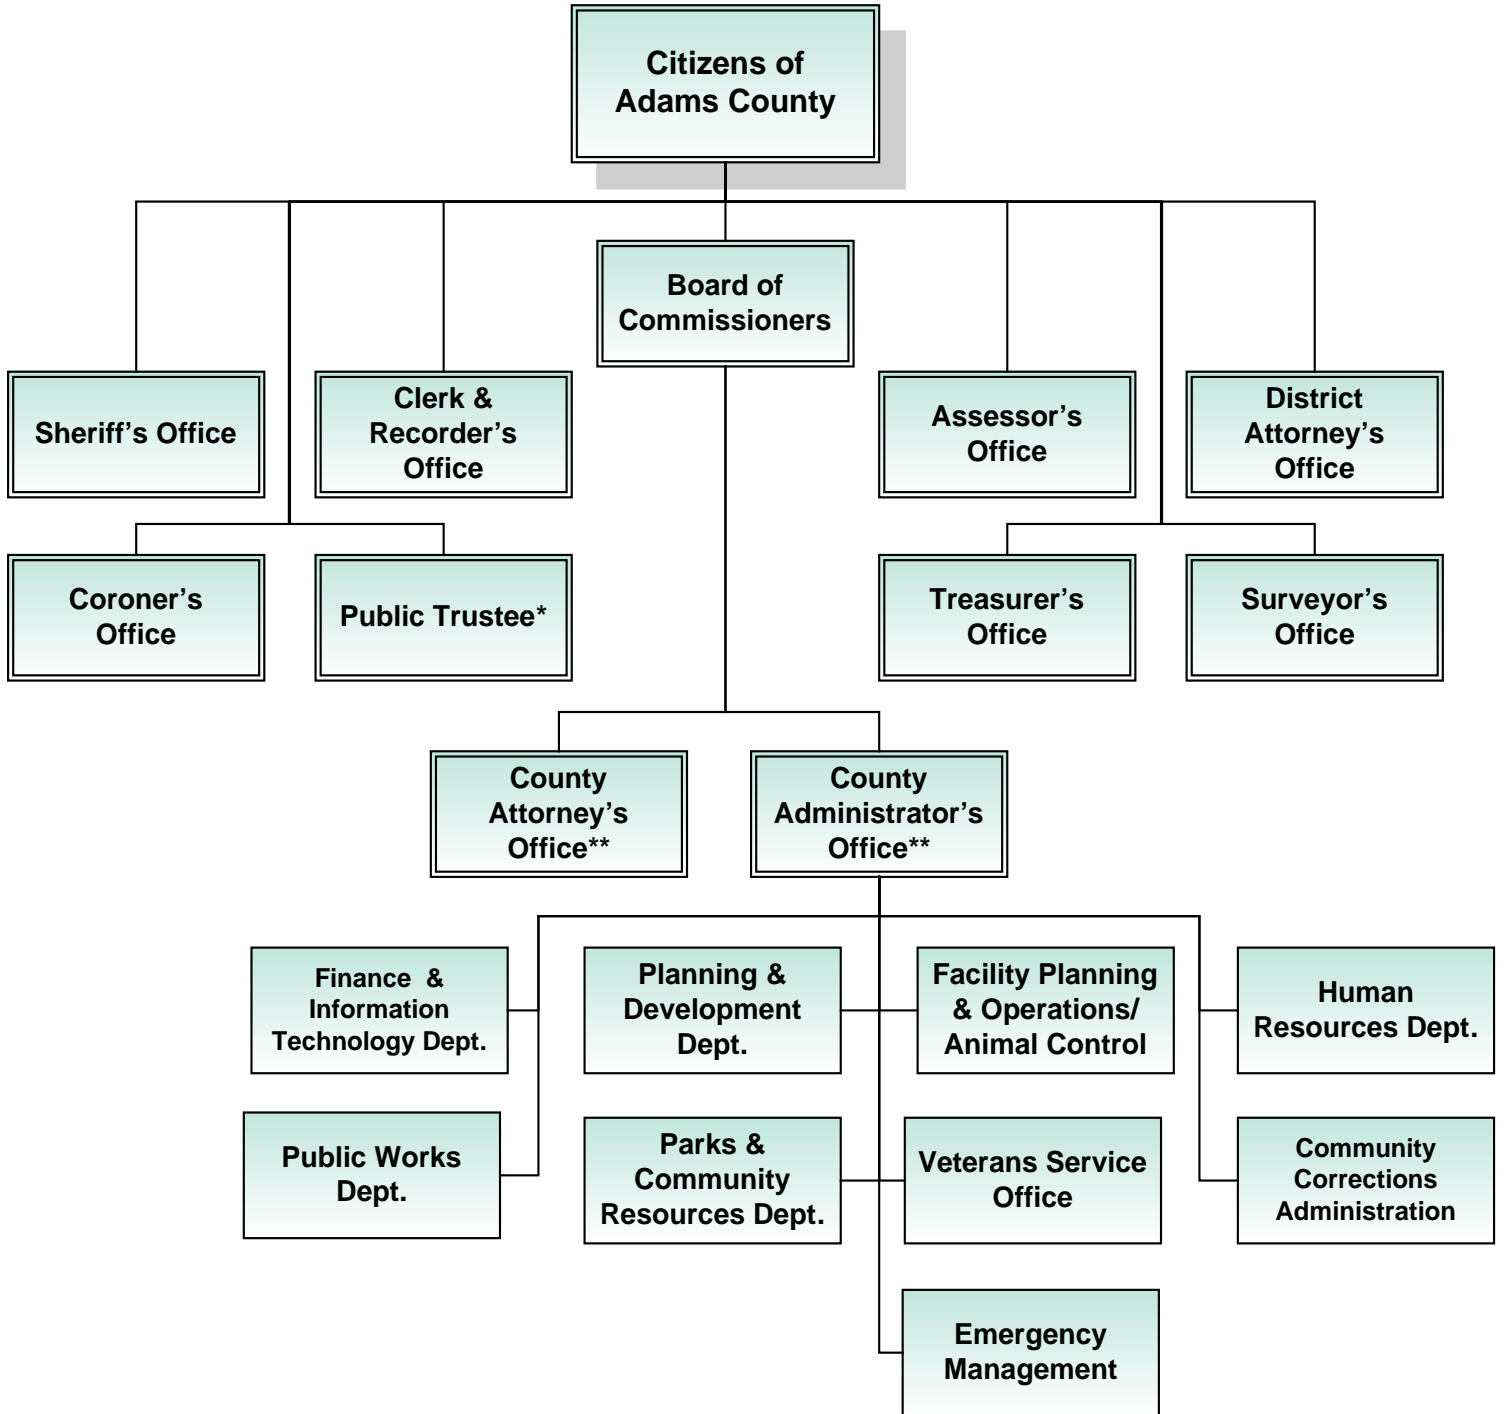 Citizens of
Adams County
Board of
Commissioners
Sheriff’s Office
Clerk &
Recorder’s
Office
Assessor’s
Office
District
Attorney’s
Office
Coroner’s
Office
Public Trustee*
Treasurer’s
Office
Surveyor’s
Office
County
Attorney’s
Office**
County
Administrator’s
Office**
Finance &
Information
Technology Dept.
Planning &
Development
Dept.
Facility Planning
& Operations/
Animal Control
Human
Resources Dept.
Public Works
Dept.
Parks &
Community
Resources Dept.
Veterans Service
Office
Community
Corrections
Administration
Emergency
Management